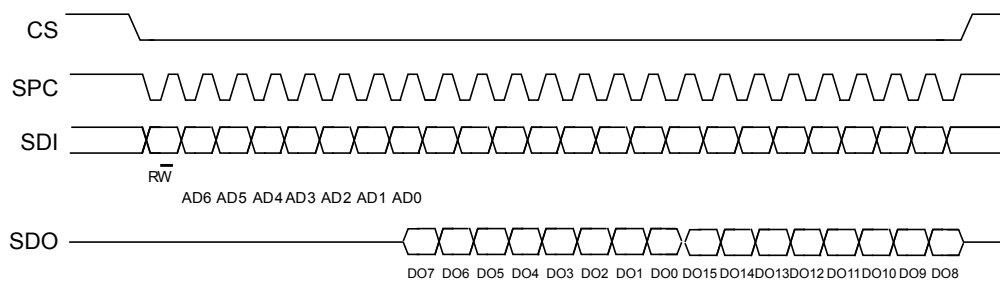 CS
SPC
SDI
RW̅
AD6 AD5 AD4 AD3 AD2 AD1 AD0
SDO
DO7 DO6 DO5 DO4 DO3 DO2 DO1 DO0 DO15 DO14 DO13 DO12 DO11 DO10 DO9 DO8